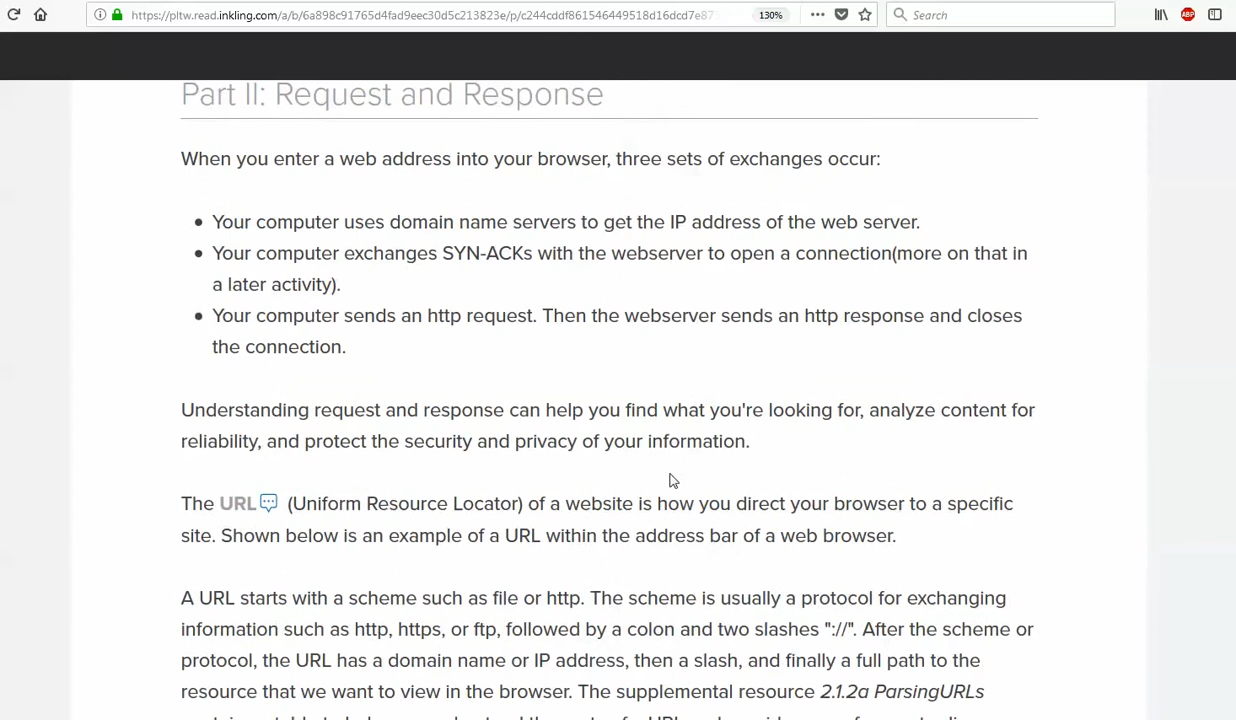 https://pltw.read.inkling.com/a/b/6a898c91765d4fad9eec30d5c213823e/p/c244cddf861546449518d16dcd7e87
130%
Search
ABP
Part II: Request and Response
When you enter a web address into your browser, three sets of exchanges occur:
• Your computer uses domain name servers to get the IP address of the web server.
• Your computer exchanges SYN-ACKs with the webserver to open a connection(more on that in
a later activity).
• Your computer sends an http request. Then the webserver sends an http response and closes
the connection.
Understanding request and response can help you find what you're looking for, analyze content for
reliability, and protect the security and privacy of your information.
The URL (Uniform Resource Locator) of a website is how you direct your browser to a specific
site. Shown below is an example of a URL within the address bar of a web browser.
A URL starts with a scheme such as file or http. The scheme is usually a protocol for exchanging
information such as http, https, or ftp, followed by a colon and two slashes "://". After the scheme or
protocol, the URL has a domain name or IP address, then a slash, and finally a full path to the
resource that we want to view in the browser. The supplemental resource 2.1.2a ParsingURLs